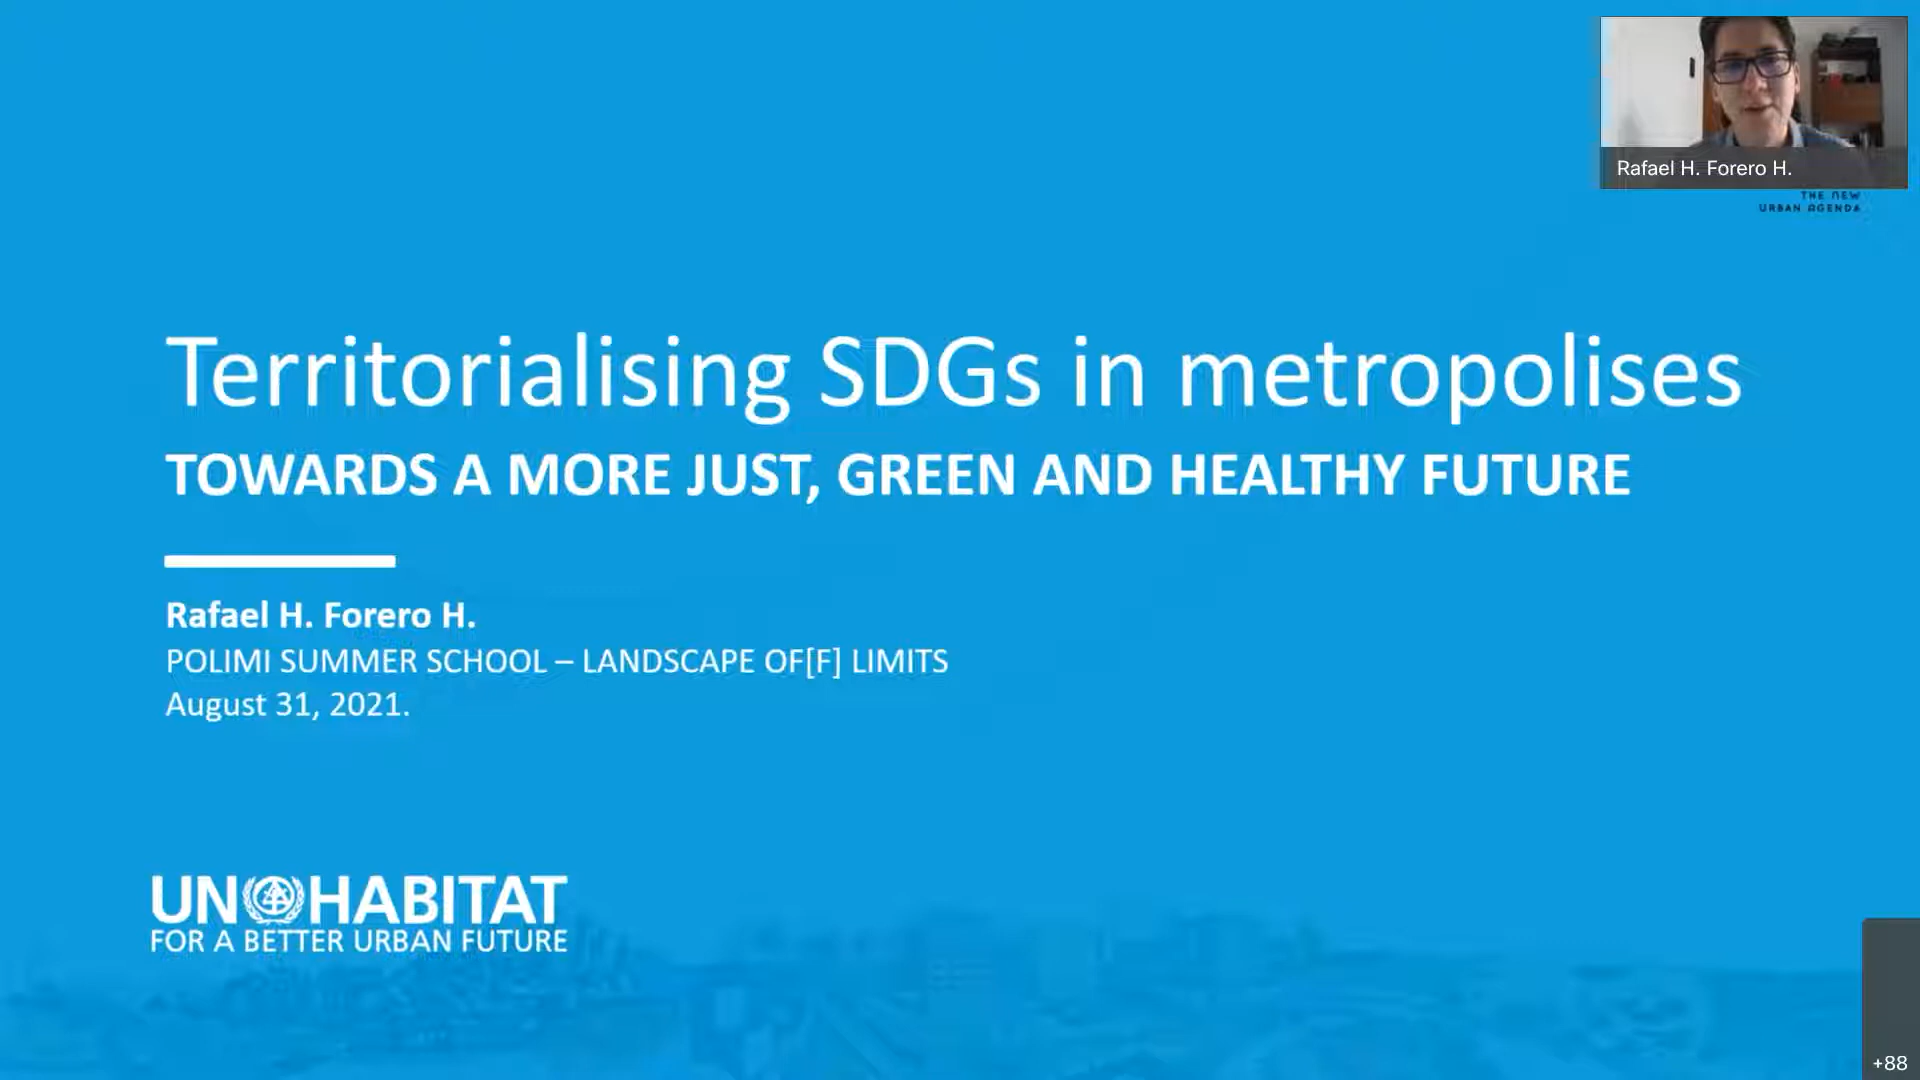 Rafael H. Forero H.
THE NEW
URBAN AGENDA
Territorialising SDGs in metropolises
TOWARDS A MORE JUST, GREEN AND HEALTHY FUTURE
Rafael H. Forero H.
POLIMI SUMMER SCHOOL – LANDSCAPE OF[F] LIMITS
August 31, 2021.
UN HABITAT
FOR A BETTER URBAN FUTURE
+88